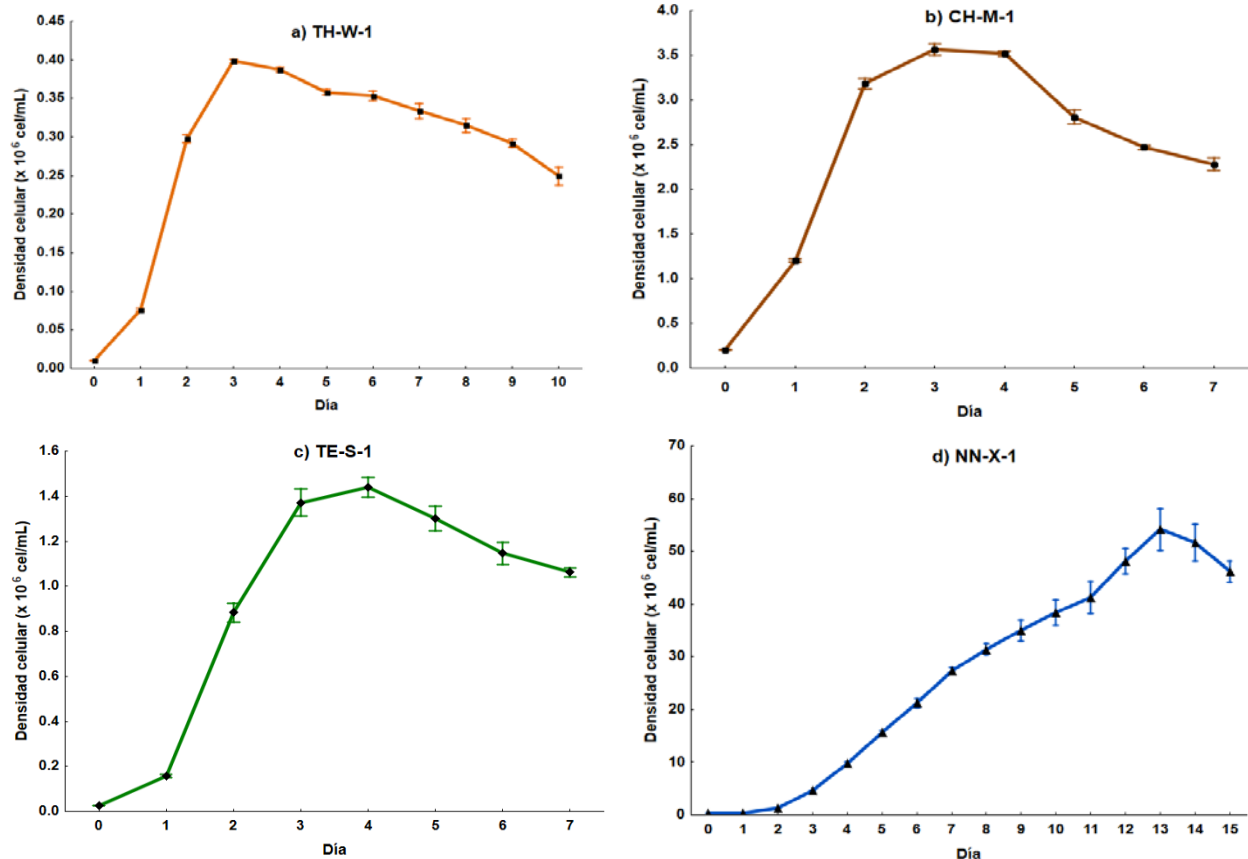 a) TH-W-1
Densidad celular (x 10⁶ cel/mL)
0.45
0.40
0.35
0.30
0.25
0.20
0.15
0.10
0.05
0.00
0 1 2 3 4 5 6 7 8 9 10
Día
b) CH-M-1
Densidad celular (x 10⁶ cel/mL)
4.0
3.5
3.0
2.5
2.0
1.5
1.0
0.5
0.0
0 1 2 3 4 5 6 7
Día
c) TE-S-1
Densidad celular (x 10⁶ cel/mL)
1.6
1.4
1.2
1.0
0.8
0.6
0.4
0.2
0.0
0 1 2 3 4 5 6 7
Día
d) NN-X-1
Densidad celular (x 10⁶ cel/mL)
70
60
50
40
30
20
10
0
0 1 2 3 4 5 6 7 8 9 10 11 12 13 14 15
Día